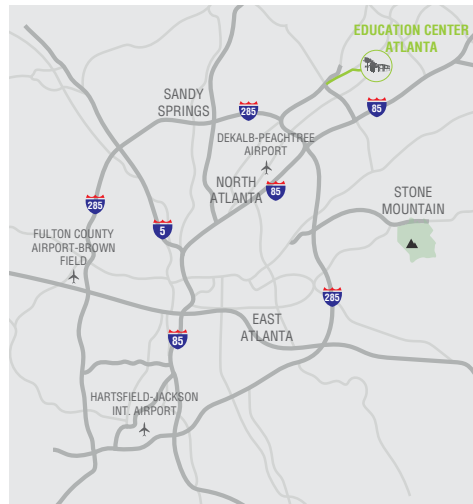 EDUCATION CENTER
ATLANTA
SANDY
SPRINGS
285
85
DEKALB-PEACHTREE
AIRPORT
NORTH
ATLANTA
85
STONE
MOUNTAIN
285
5
FULTON COUNTY
AIRPORT-BROWN
FIELD
285
EAST
ATLANTA
85
HARTSFIELD-JACKSON
INT. AIRPORT